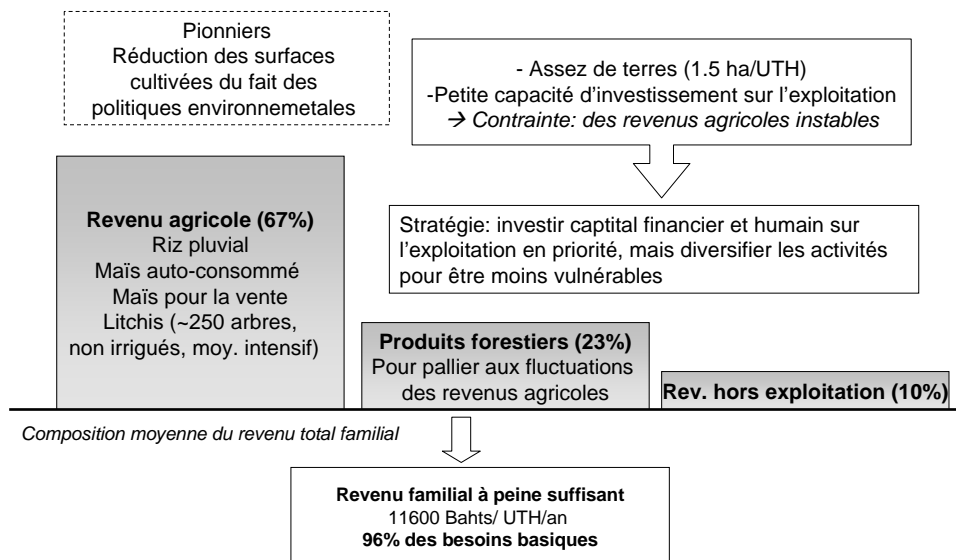 Pionniers
Réduction des surfaces
cultivées du fait des
politiques environnemetales
- Assez de terres (1.5 ha/UTH)
-Petite capacité d'investissement sur l'exploitation
→ Contrainte: des revenus agricoles instables
Revenu agricole (67%)
Riz pluvial
Maïs auto-consommé
Maïs pour la vente
Litchis (~250 arbres,
non irrigués, moy. intensif)
Stratégie: investir captital financier et humain sur
l'exploitation en priorité, mais diversifier les activités
pour être moins vulnérables
Produits forestiers (23%)
Pour pallier aux fluctuations
des revenus agricoles
Rev. hors exploitation (10%)
Composition moyenne du revenu total familial
Revenu familial à peine suffisant
11600 Bahts/ UTH/an
96% des besoins basiques